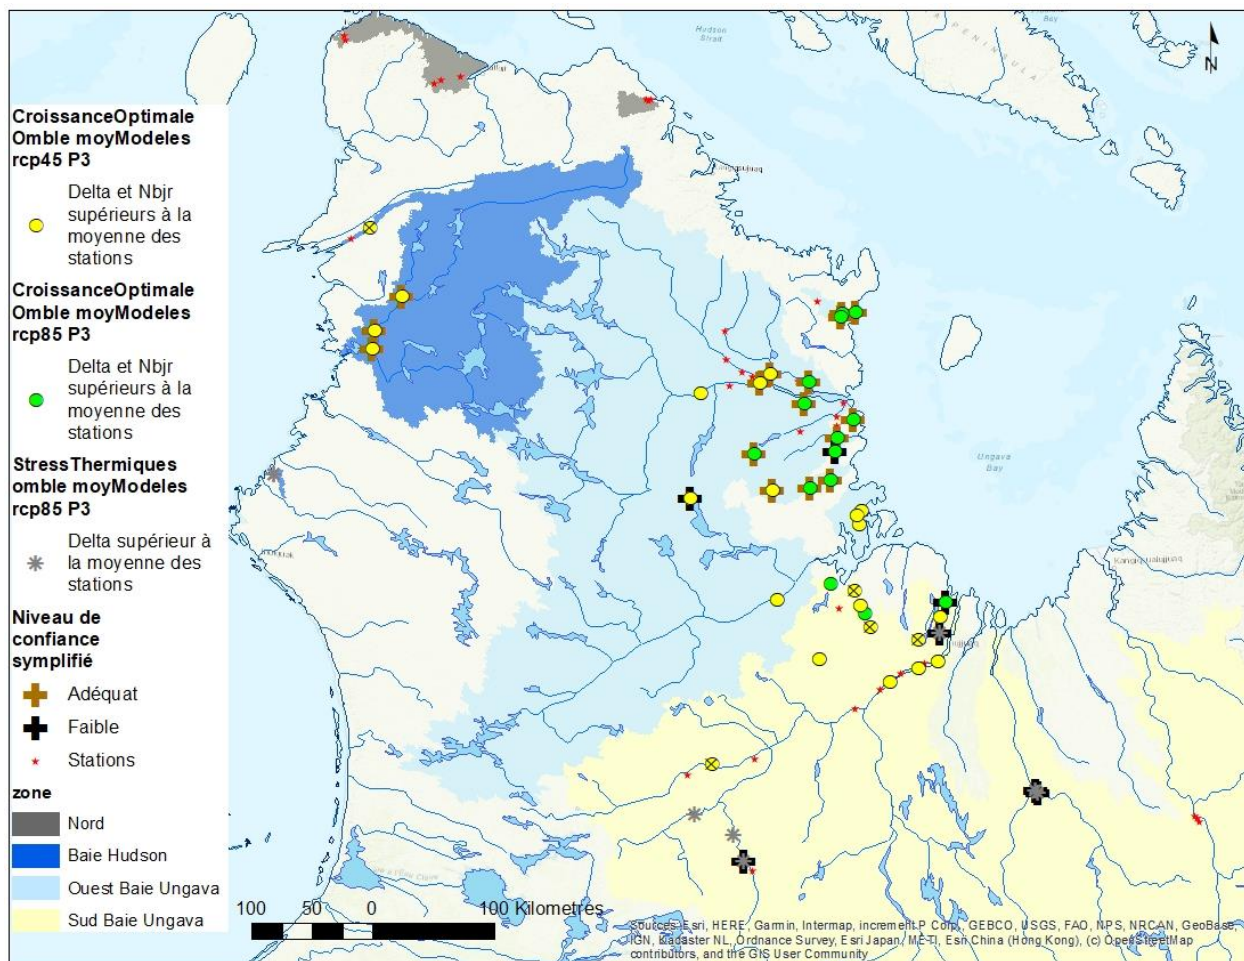 Hudson
Strait
Bay
PENINSULA
N
CroissanceOptimale
Omble moyModeles
rcp45 P3
Delta et Nbjr
supérieurs à la
moyenne des
stations
CroissanceOptimale
Omble moyModeles
rcp85 P3
Delta et Nbjr
supérieurs à la
moyenne des
stations
StressThermiques
omble moyModeles
rcp85 P3
Delta supérieur à
la moyenne des
stations
Niveau de
confiance
symplifié
Adéquat
Faible
Stations
zone
Nord
Baie Hudson
Ouest Baie Ungava
Sud Baie Ungava
Ungava
Bay
100 50 0 100 Kilometres
Sources: Esri, HERE, Garmin, Intermap, increment P Corp., GEBCO, USGS, FAO, NPS, NRCAN, GeoBase,
IGN, Kadaster NL, Ordnance Survey, Esri Japan, METI, Esri China (Hong Kong), (c) OpenStreetMap
contributors, and the GIS User Community